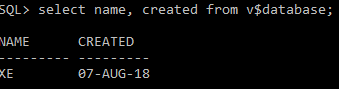 SQL> select name, created from v$database;
NAME      CREATED
--------- ---------
XE        07-AUG-18